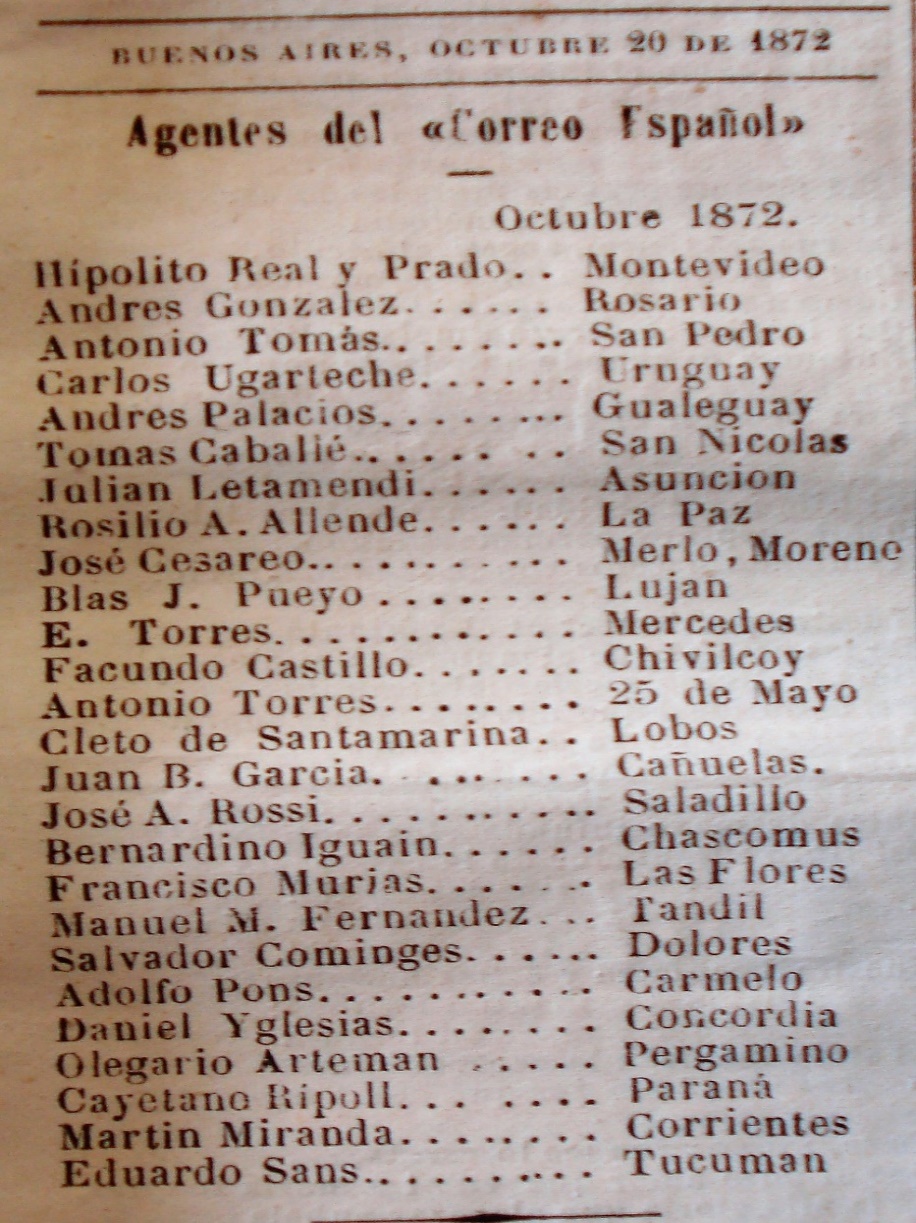 BUENOS AIRES, OCTUBRE 20 DE 1872
Agentes del «Correo Español»
Octubre 1872.
Hípolito Real y Prado.. Montevideo
Andres Gonzalez...... Rosario
Antonio Tomás........ San Pedro
Carlos Ugarteche...... Uruguay
Andres Palacios........ Gualeguay
Tomas Caballé..... .. San Nicolas
Julian Letamendi...... Asuncion
Rosilio A. Allende...... La Paz
José Cesareo........... Merlo, Moreno
Blas J. Pueyo ......... Lujan
E. Torres............ Mercedes
Facundo Castillo....... Chivilcoy
Antonio Torres........ 25 de Mayo
Cleto de Santamarina.. Lobos
Juan B. Garcia. ....... Cañuelas.
José A. Rossi........... Saladillo
Bernardino Iguain...... Chascomus
Francisco Murias...... Las Flores
Manuel M. Fernandez... Tandil
Salvador Cominges...... Dolores
Adolfo Pons........... Carmelo
Daniel Yglesias........ Concordia
Olegario Arteman ..... Pergamino
Cayetano Ripoll... .... Paraná
Martin Miranda........ Corrientes
Eduardo Sans.......... Tucuman